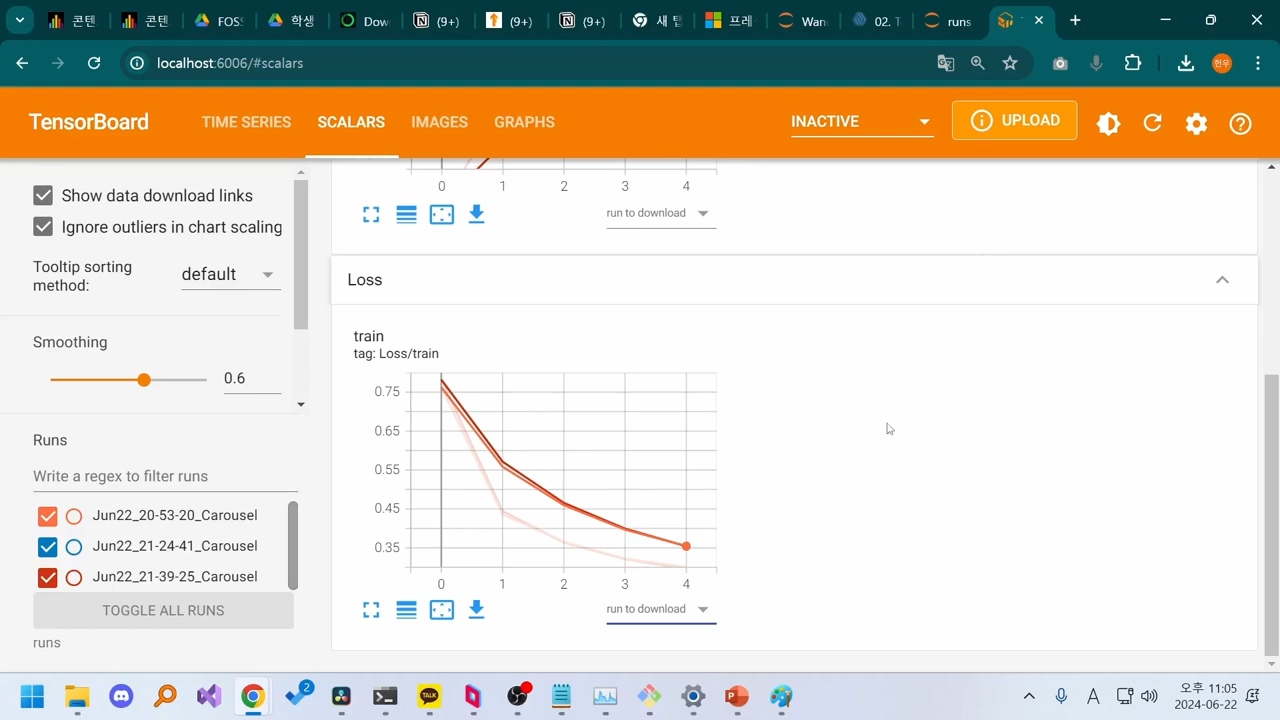 콘텐
콘텐
FOSS
학생
Dow
(9+)
(9+)
(9+)
새 탭
프레
Wan
02. T
runs
localhost:6006/#scalars
현우
TensorBoard
TIME SERIES
SCALARS
IMAGES
GRAPHS
INACTIVE
UPLOAD
Show data download links
Ignore outliers in chart scaling
Tooltip sorting
method:
default
Smoothing
0.6
Runs
Write a regex to filter runs
Jun22_20-53-20_Carousel
Jun22_21-24-41_Carousel
Jun22_21-39-25_Carousel
TOGGLE ALL RUNS
runs
0 1 2 3 4
run to download
Loss
train
tag: Loss/train
0.75
0.65
0.55
0.45
0.35
0 1 2 3 4
run to download
2
TALK
A
오후 11:05
2024-06-22